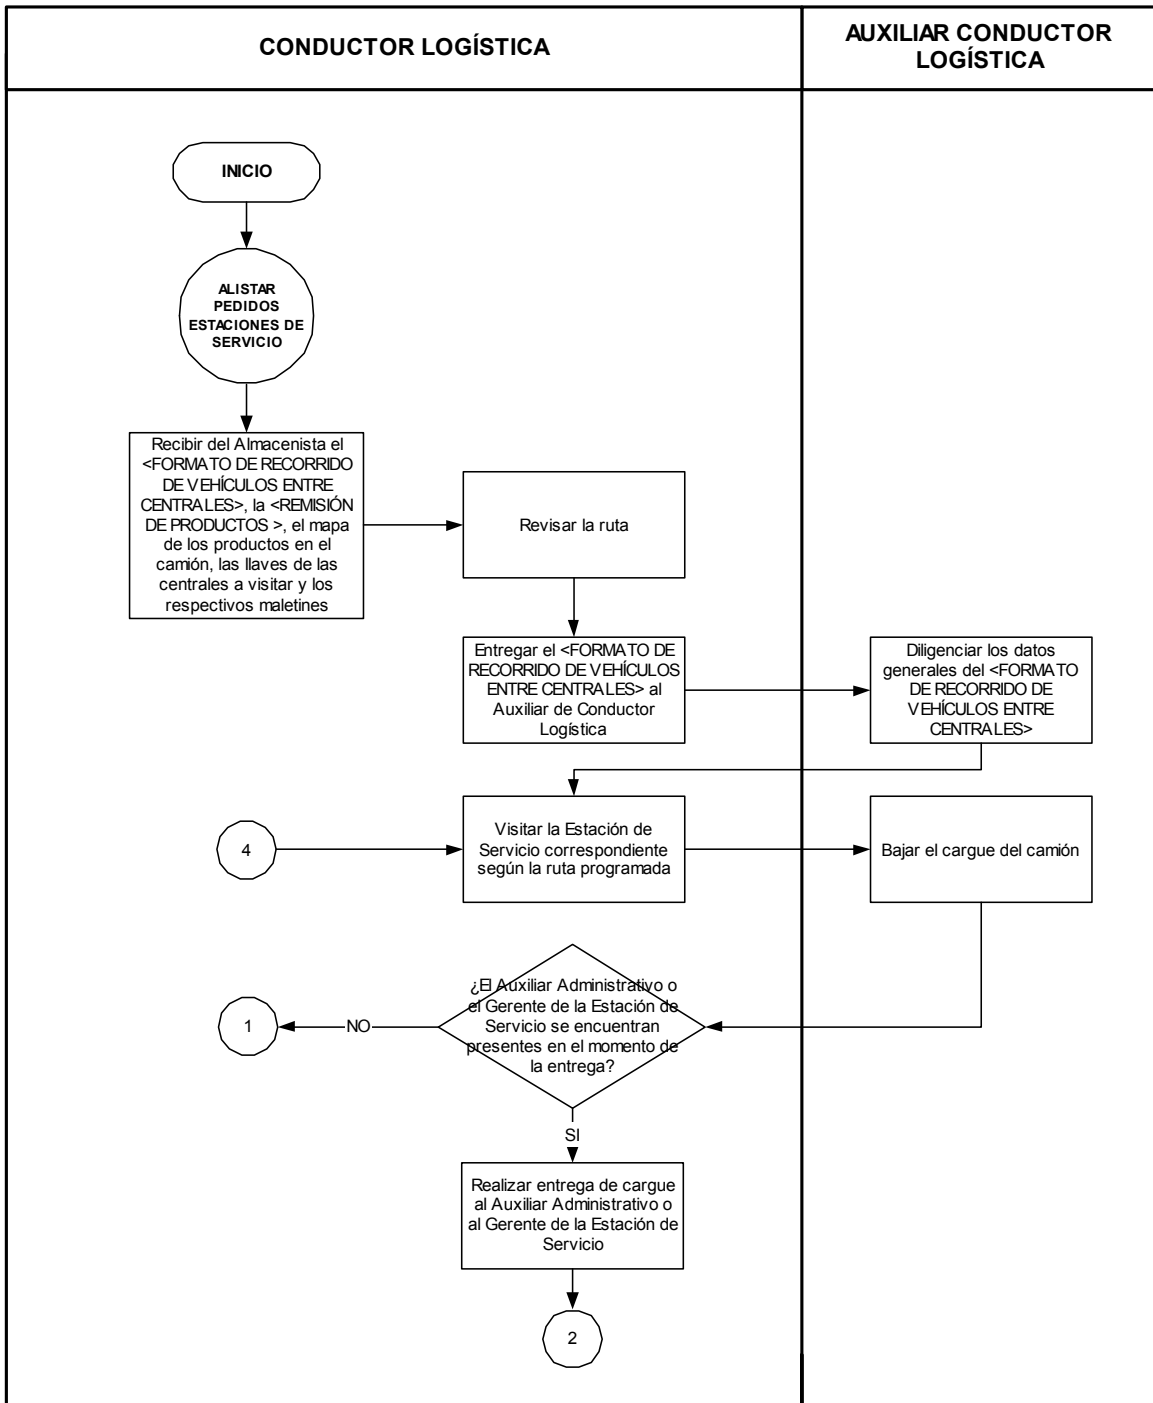 CONDUCTOR LOGÍSTICA
AUXILIAR CONDUCTOR
LOGÍSTICA
INICIO
ALISTAR
PEDIDOS
ESTACIONES DE
SERVICIO
Recibir del Almacenista el
<FORMATO DE RECORRIDO
DE VEHÍCULOS ENTRE
CENTRALES>, la <REMISIÓN
DE PRODUCTOS >, el mapa
de los productos en el
camión, las llaves de las
centrales a visitar y los
respectivos maletines
Revisar la ruta
Entregar el <FORMATO DE
RECORRIDO DE VEHÍCULOS
ENTRE CENTRALES> al
Auxiliar de Conductor
Logística
Diligenciar los datos
generales del <FORMATO
DE RECORRIDO DE
VEHÍCULOS ENTRE
CENTRALES>
4
Visitar la Estación de
Servicio correspondiente
según la ruta programada
Bajar el cargue del camión
¿El Auxiliar Administrativo o
el Gerente de la Estación de
Servicio se encuentran
presentes en el momento de
la entrega?
NO
1
SI
Realizar entrega de cargue
al Auxiliar Administrativo o
al Gerente de la Estación de
Servicio
2